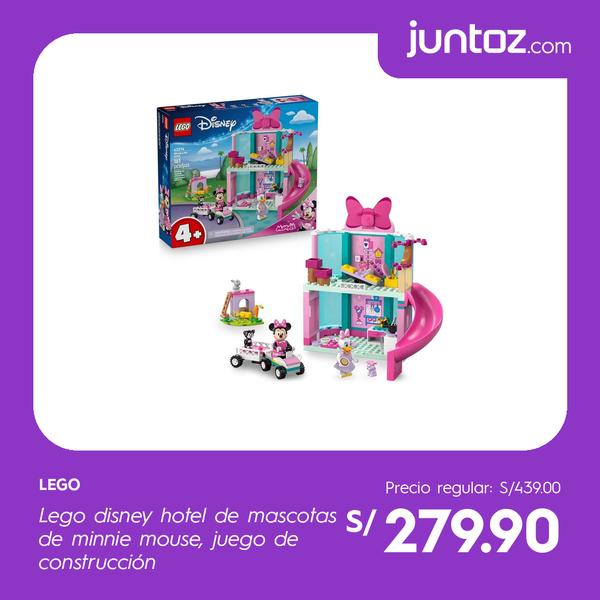 juntoz.com
LEGO Disney
4+
LEGO
Lego disney hotel de mascotas
de minnie mouse, juego de
construcción
Precio regular: S/439.00
S/ 279.90